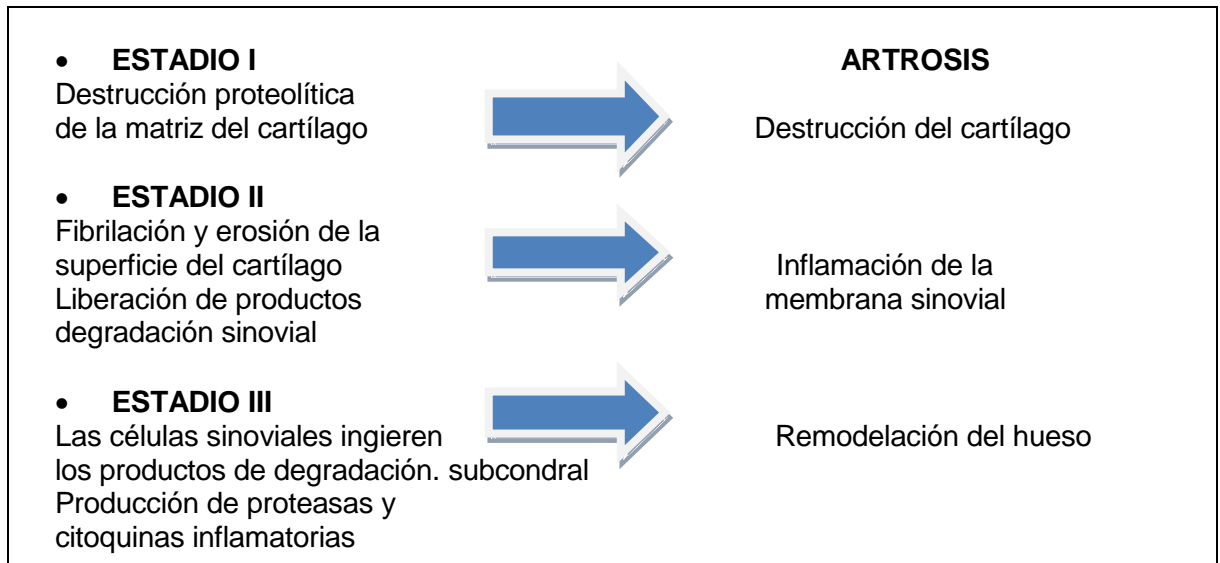 • ESTADIO I
Destrucción proteolítica
de la matriz del cartílago
ARTROSIS
Destrucción del cartílago
• ESTADIO II
Fibrilación y erosión de la
superficie del cartílago
Liberación de productos
degradación sinovial
Inflamación de la
membrana sinovial
• ESTADIO III
Las células sinoviales ingieren
los productos de degradación. subcondral
Producción de proteasas y
citoquinas inflamatorias
Remodelación del hueso